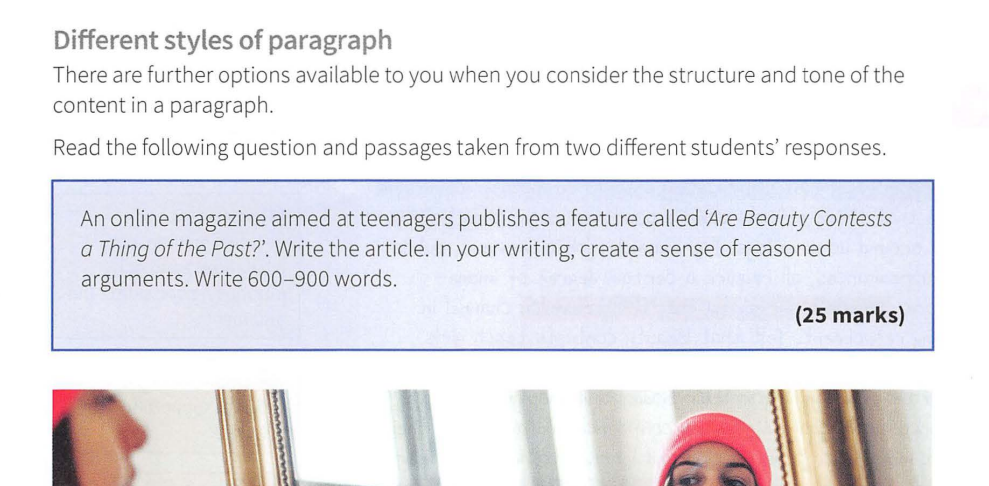 Different styles of paragraph
There are further options available to you when you consider the structure and tone of the
content in a paragraph.
Read the following question and passages taken from two different students' responses.
An online magazine aimed at teenagers publishes a feature called 'Are Beauty Contests
a Thing of the Past?'. Write the article. In your writing, create a sense of reasoned
arguments. Write 600–900 words.
(25 marks)